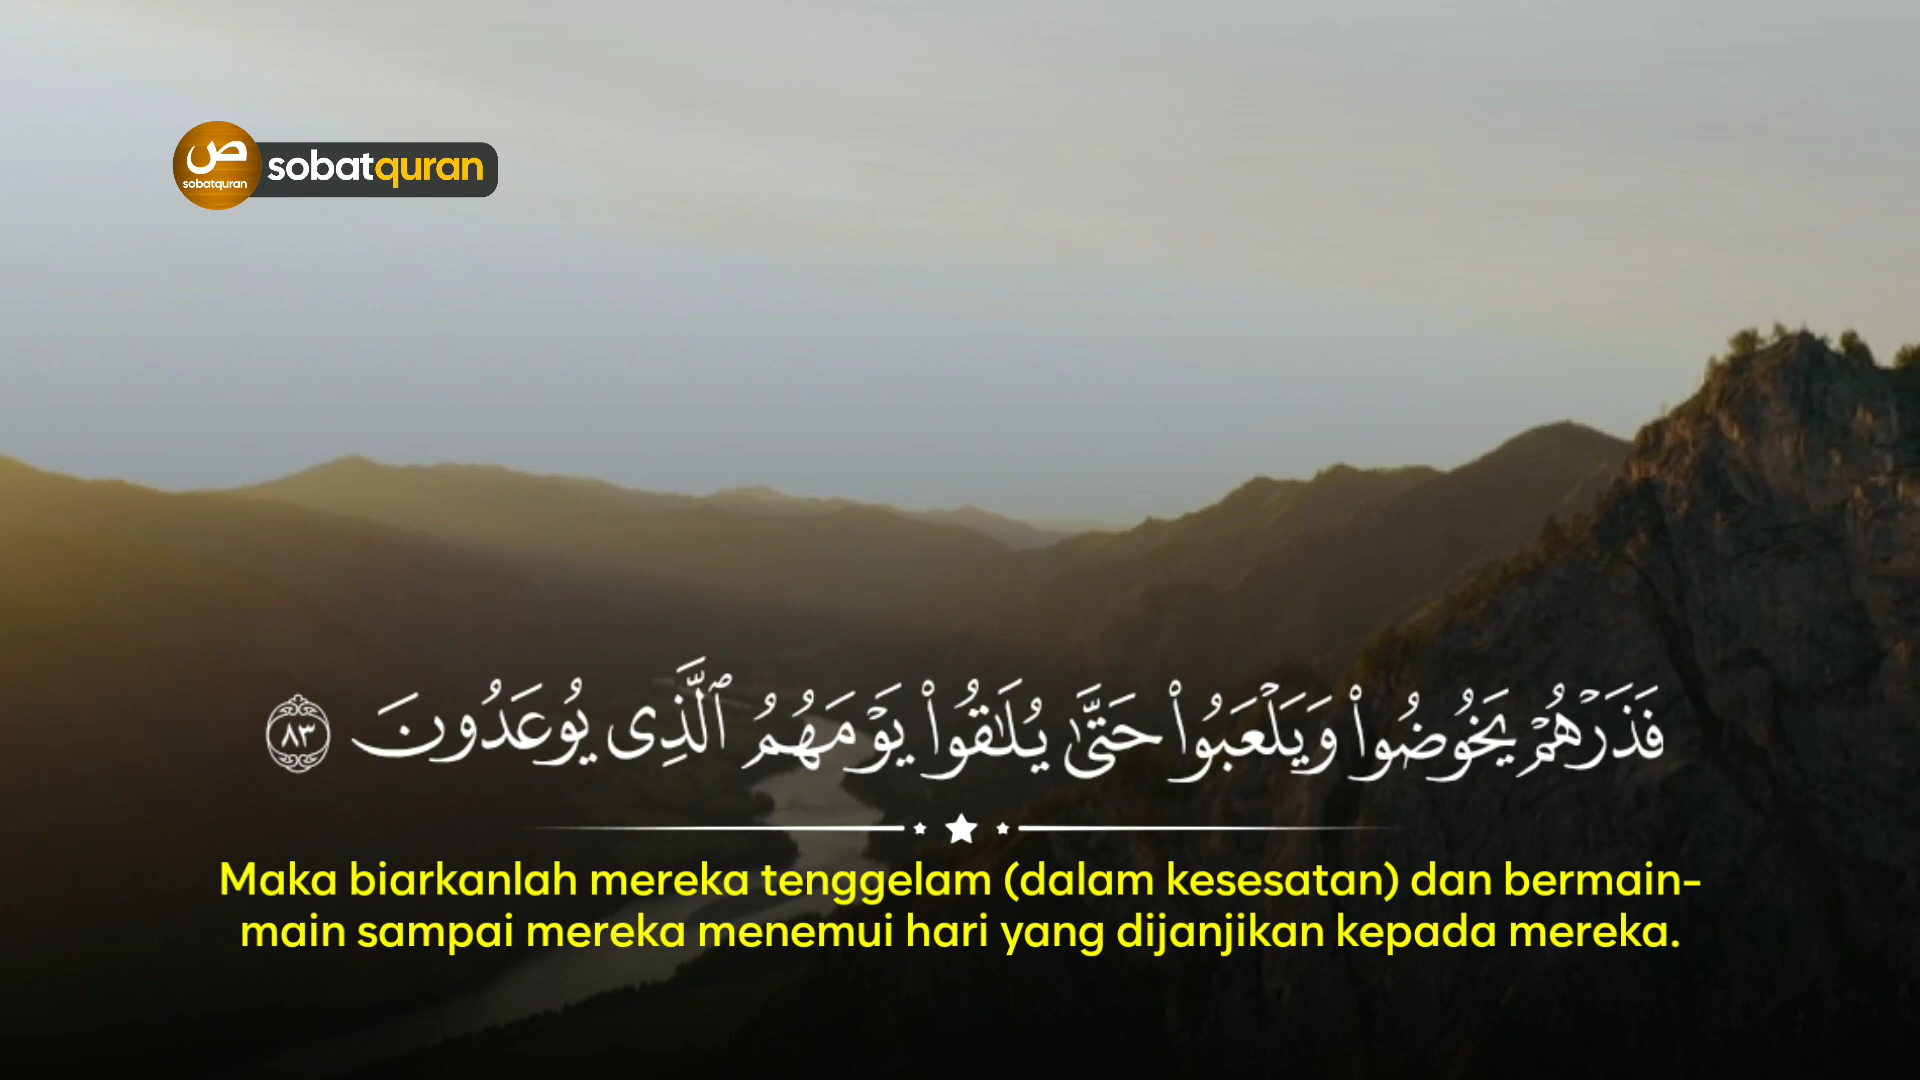 ص
sobatquran
sobatquran
فَذَرْهُمْ يَخُوضُوا۟ وَيَلْعَبُوا۟ حَتَّىٰ يُلَـٰقُوا۟ يَوْمَهُمُ ٱلَّذِى يُوعَدُونَ ٨٣
Maka biarkanlah mereka tenggelam (dalam kesesatan) dan bermain-
main sampai mereka menemui hari yang dijanjikan kepada mereka.